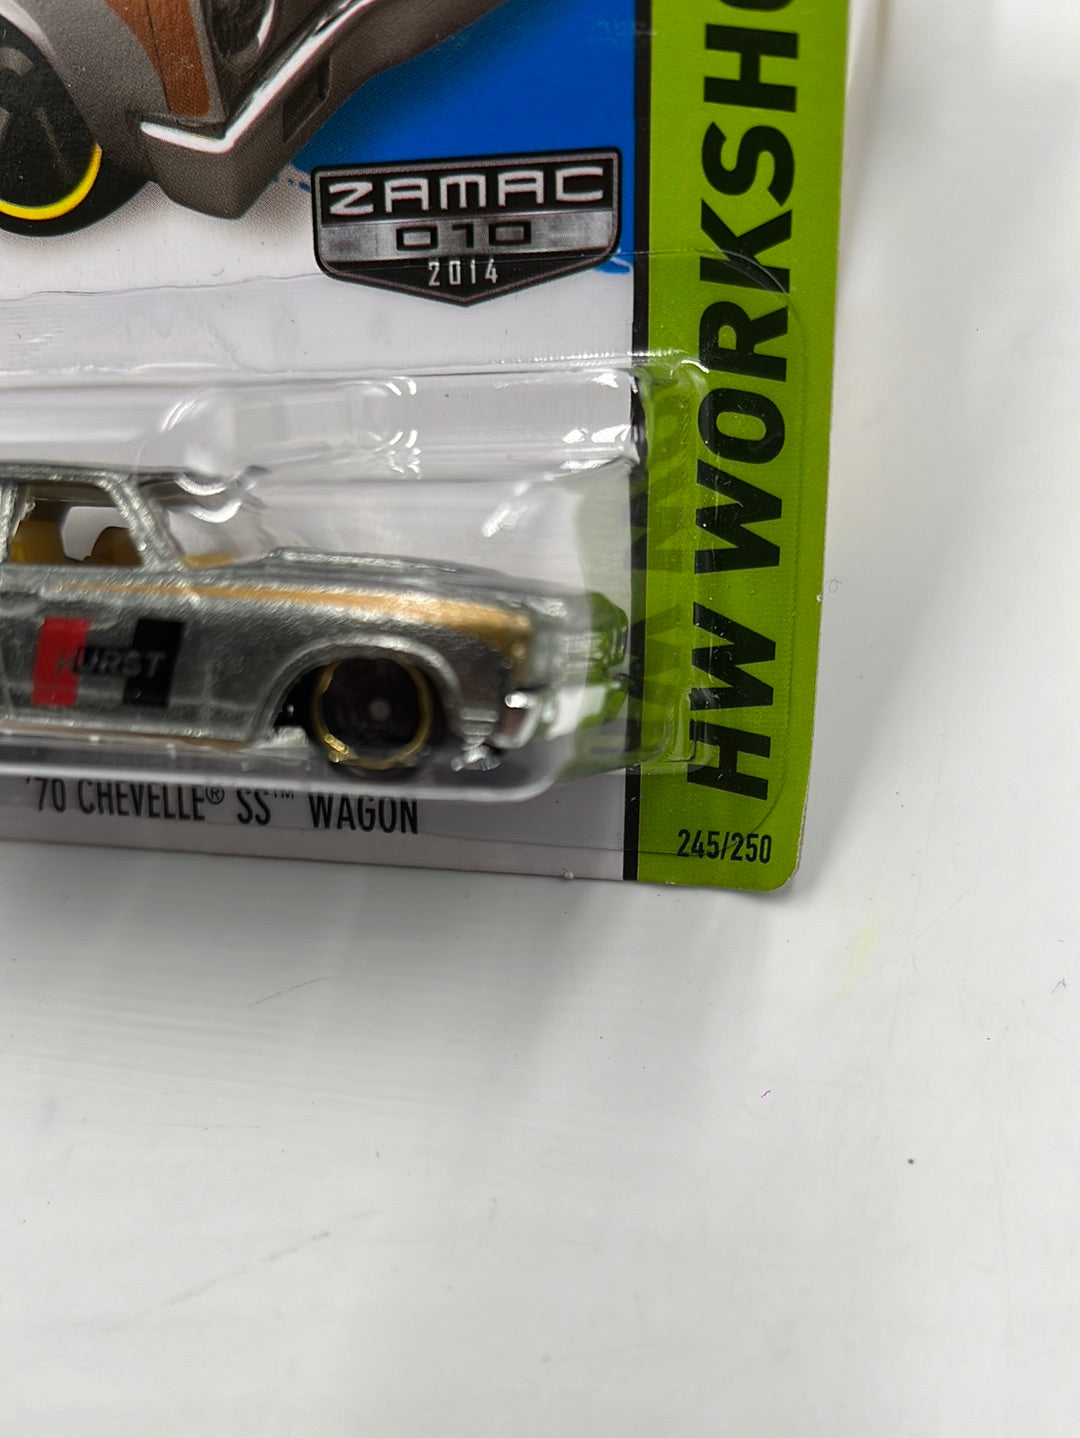 ZAMAC
010
2014
HW WORKSHO
HURST
'70 CHEVELLE® SS™ WAGON
245/250